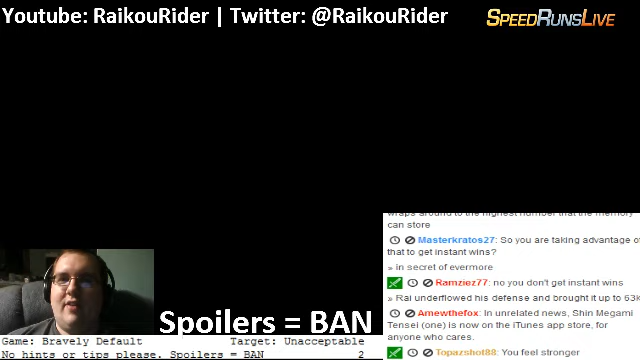 Youtube: RaikouRider | Twitter: @RaikouRider
SPEEDRUNSLIVE
wraps around to the highest number that the memory
can store
Masterkratos27: So you are taking advantage of
that to get instant wins?
» in secret of evermore
Ramziez77: no you don't get instant wins
» Rai underflowed his defense and brought it up to 63k
Arnewthefox: In unrelated news, Shin Megami
Tensei (one) is now on the iTunes app store, for
anyone who cares.
Topazshot88: You feel stronger
Spoilers = BAN
Game: Bravely Default Target: Unacceptable
No hints or tips please. Spoilers = BAN 2